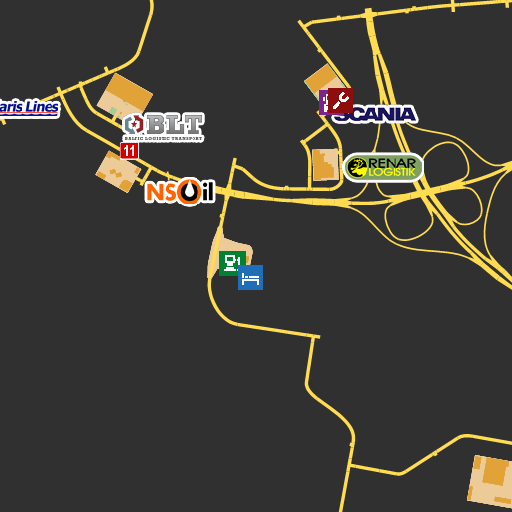 SCANIA
aris Lines
BLT
BALTIC LOGISTIC TRANSPORT
11
RENAR
LOGISTIK
NSOil